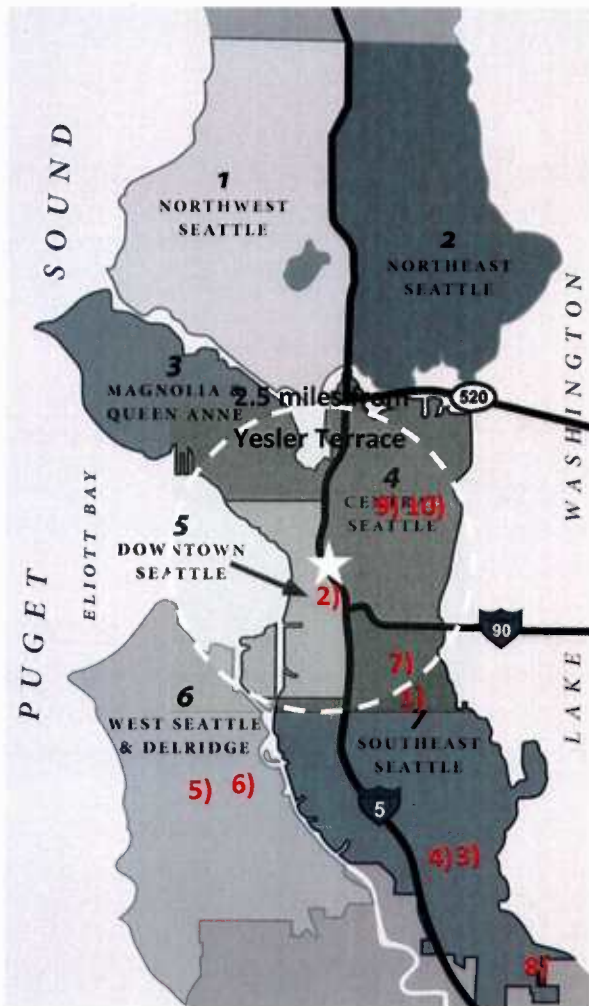 1
NORTHWEST
SEATTLE
2
NORTHEAST
SEATTLE
SOUND
WASHINGTON
3
MAGNOLIA &
QUEEN ANNE
2.5 miles from
Yesler Terrace
520
4
CENTRAL
SEATTLE
9) 10)
ELIOTT BAY
5
DOWNTOWN
SEATTLE
2)
90
PUGET
LAKE
7)
1)
6
WEST SEATTLE
& DELRIDGE
7
SOUTHEAST
SEATTLE
5) 6)
5
4) 3)
8)